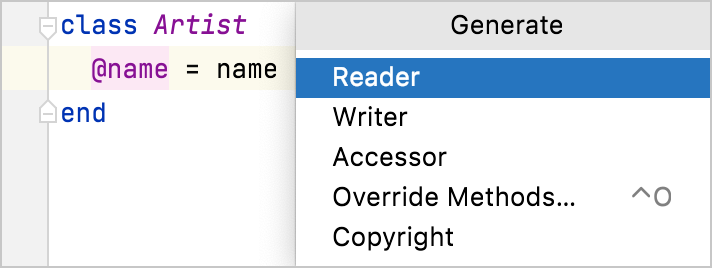 class Artist
  @name = name
end
Generate
Reader
Writer
Accessor
Override Methods... ^O
Copyright